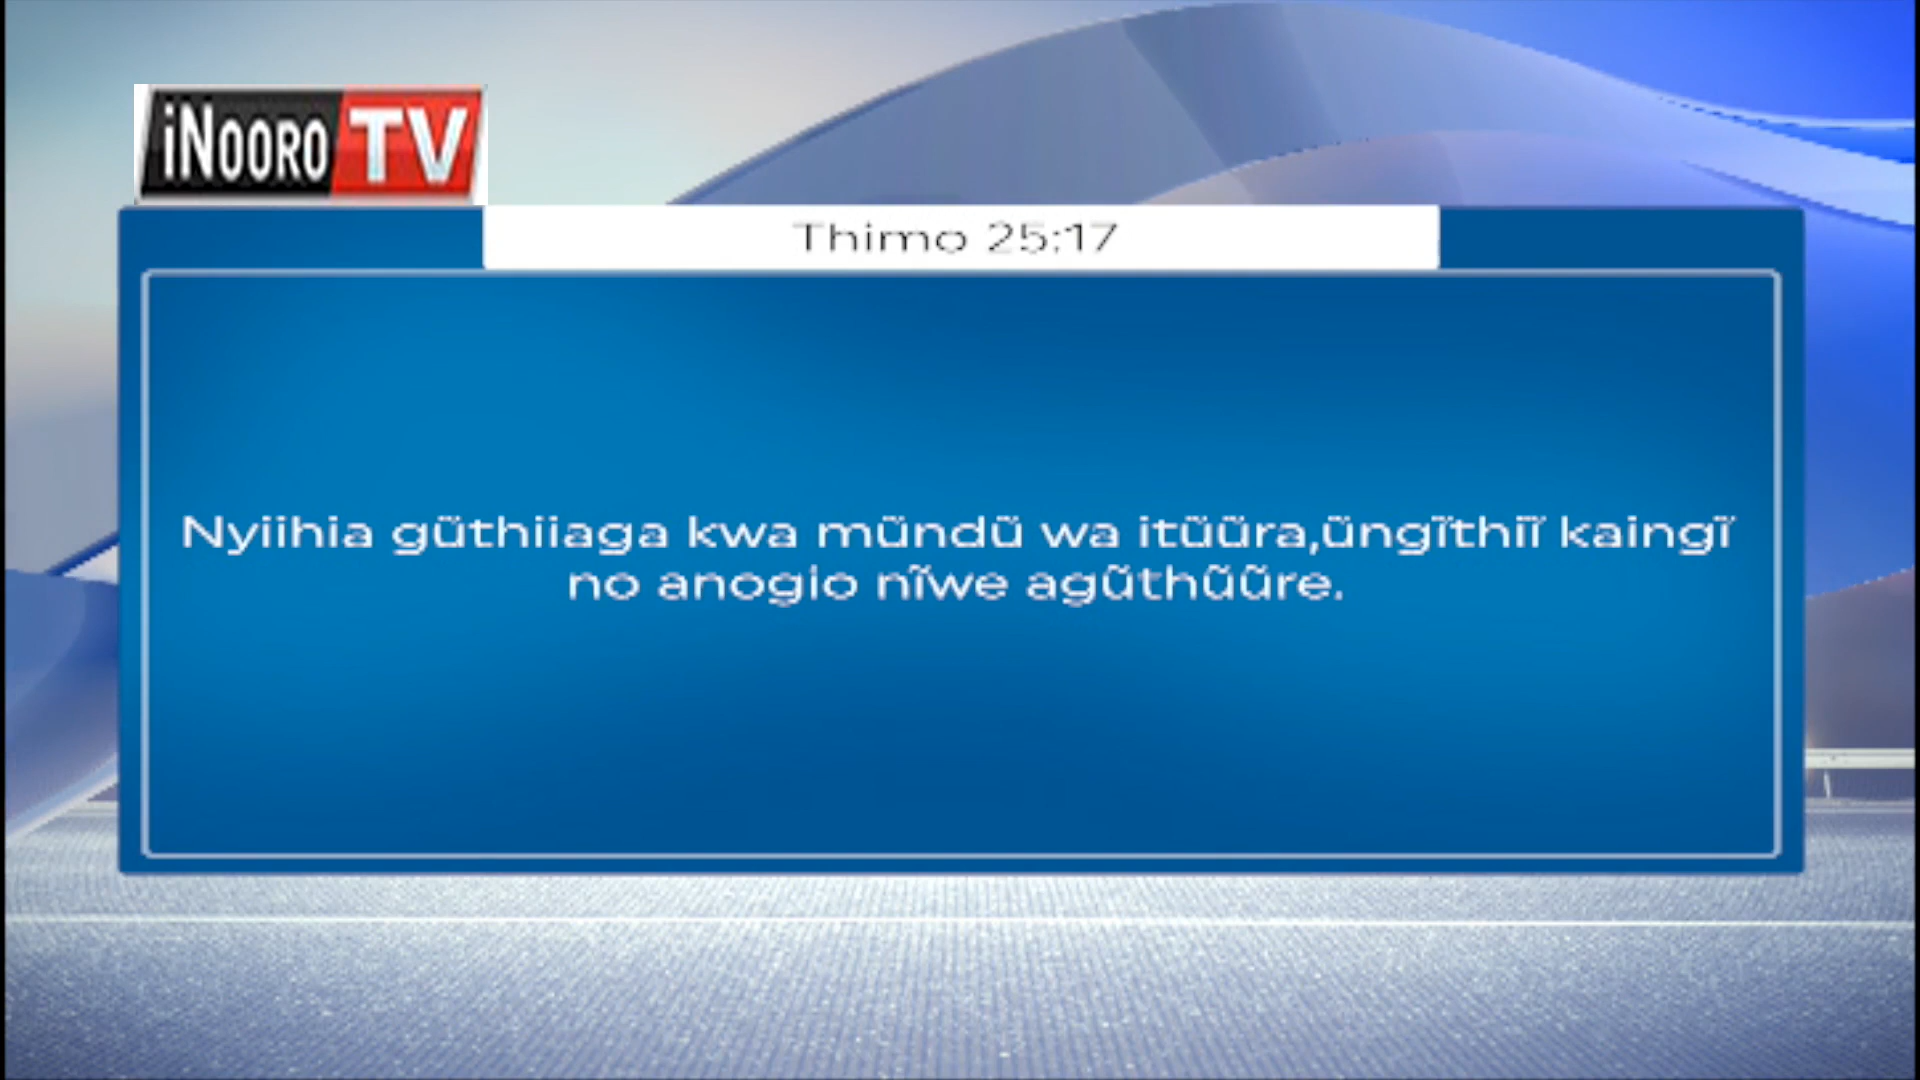 iNooro TV
Thimo 25:17
Nyiihia gũthiiaga kwa mũndũ wa itũũra,ũngĩthiĩ kaingĩ
no anogio nĩwe agũthũũre.